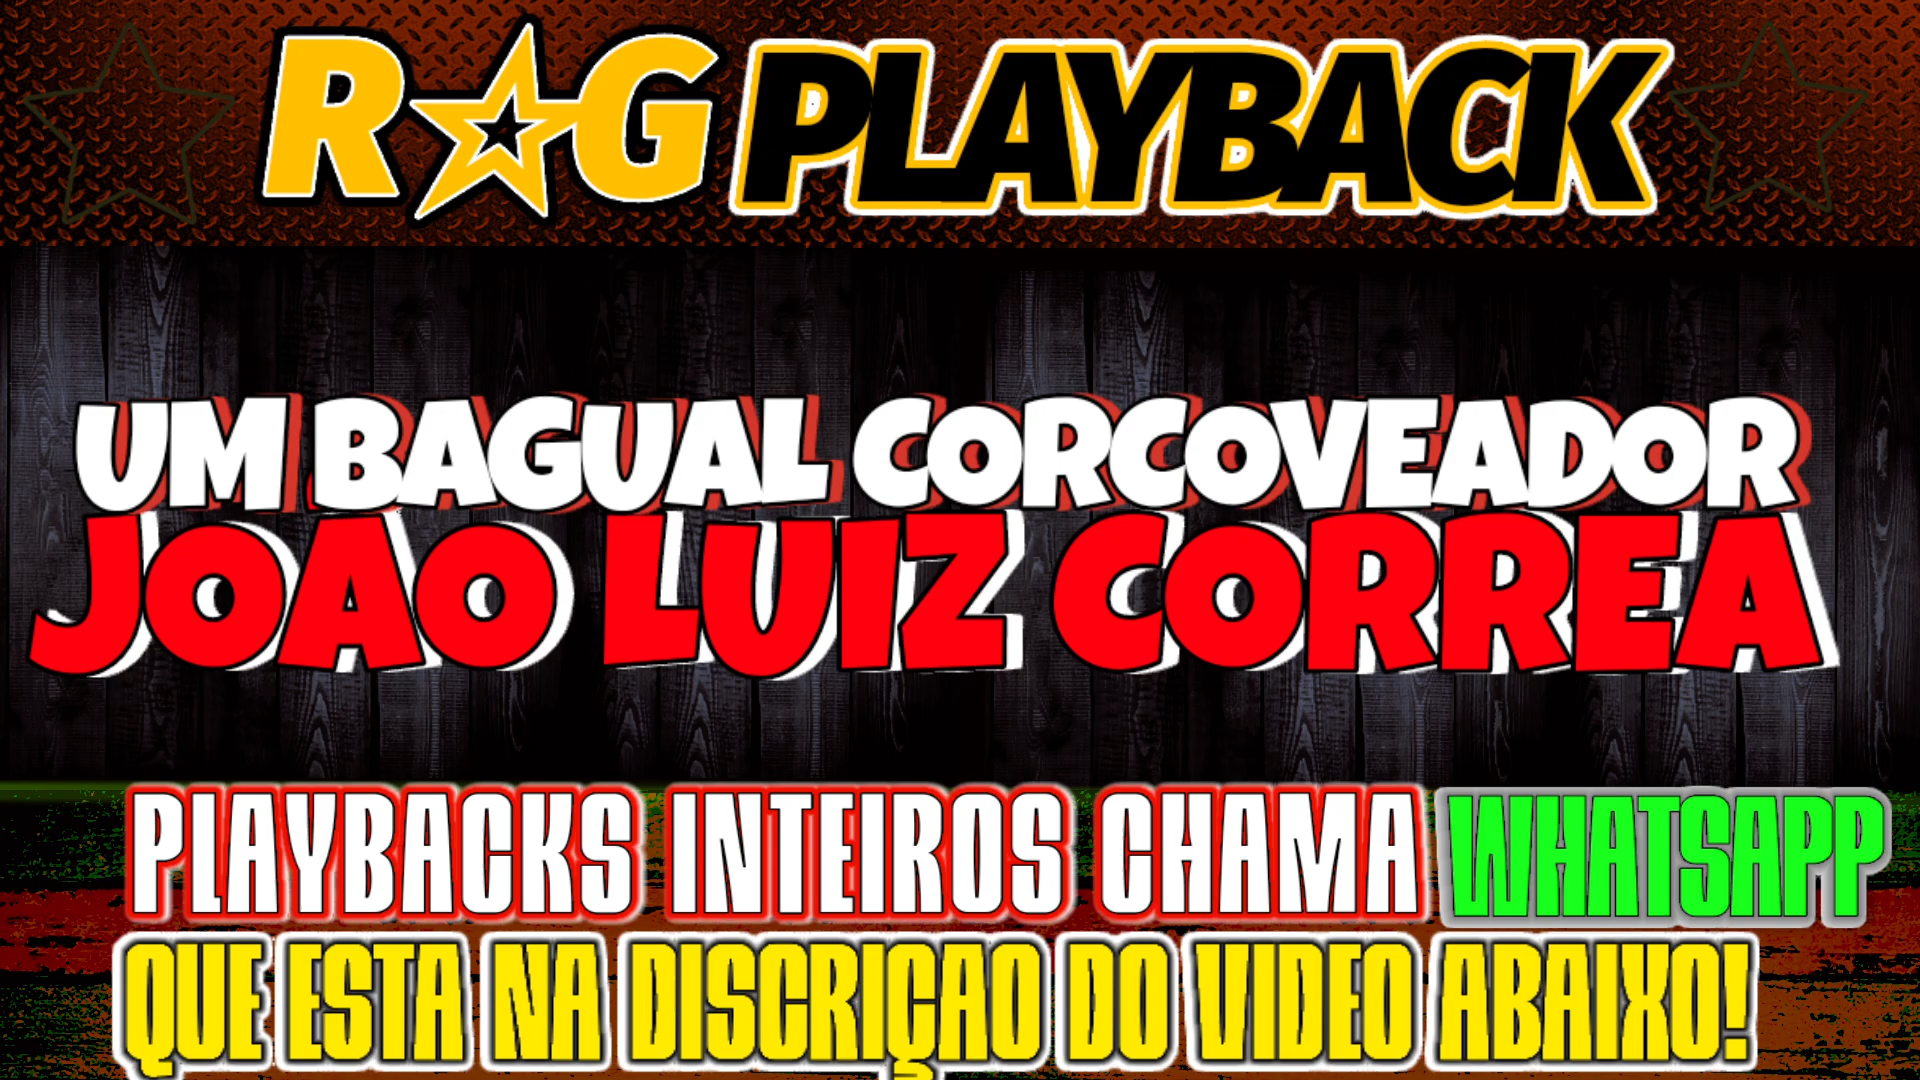 R☆G PLAYBACK
UM BAGUAL CORCOVEADOR
JOAO LUIZ CORREA
PLAYBACKS INTEIROS CHAMA WHATSAPP
QUE ESTA NA DISCRIÇAO DO VIDEO ABAIXO!